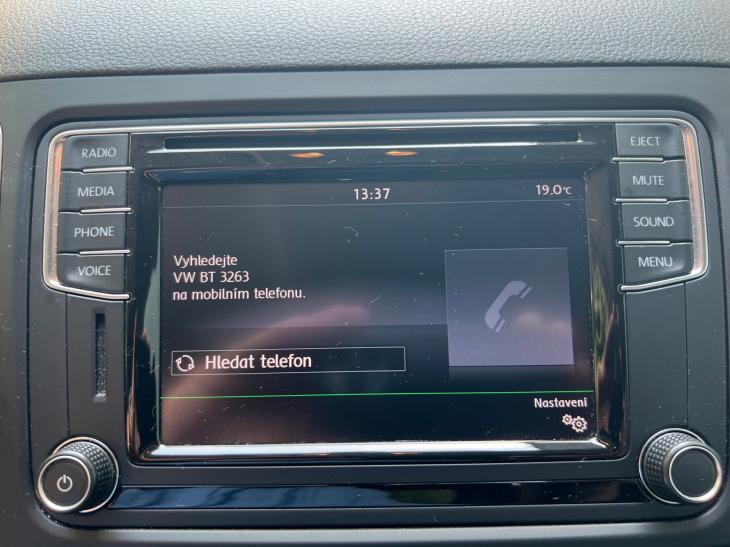 RADIO
MEDIA
PHONE
VOICE
EJECT
MUTE
SOUND
MENU
13:37
19.0°C
Vyhledejte
VW BT 3263
na mobilním telefonu.
Hledat telefon
Nastavení